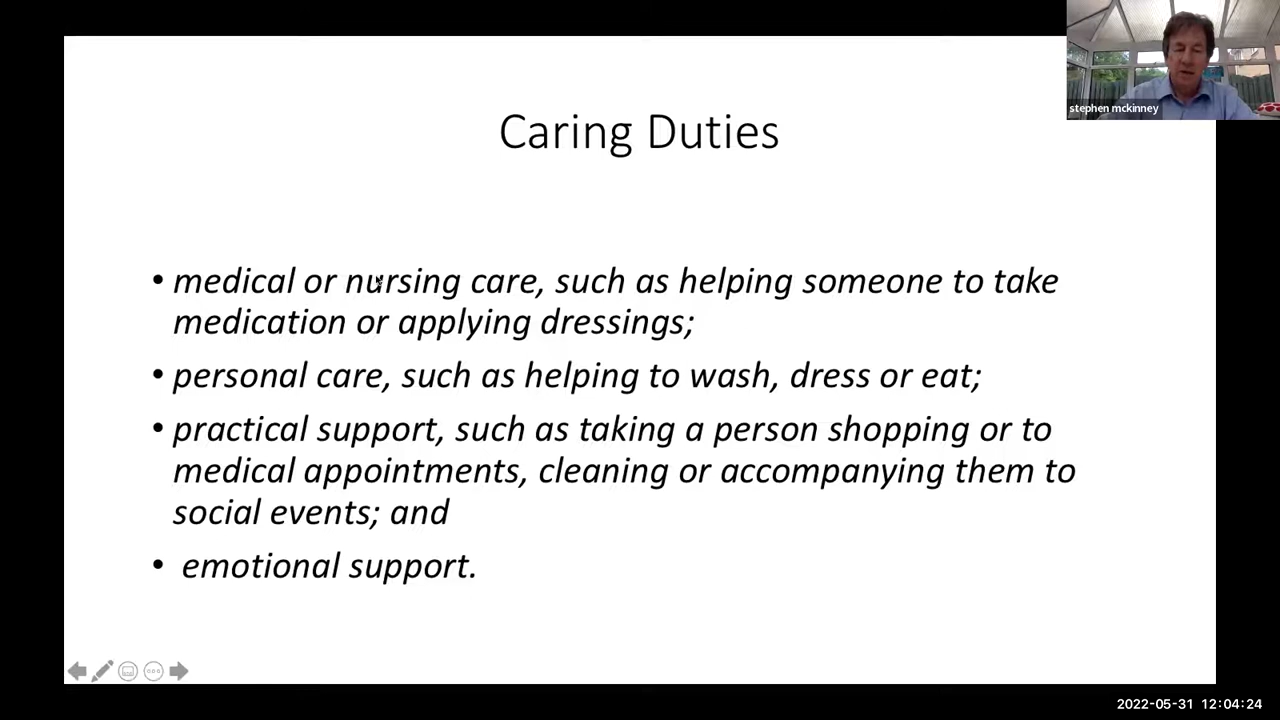 stephen mckinney
Caring Duties
• medical or nursing care, such as helping someone to take
medication or applying dressings;
• personal care, such as helping to wash, dress or eat;
• practical support, such as taking a person shopping or to
medical appointments, cleaning or accompanying them to
social events; and
• emotional support.
2022-05-31 12:04:24